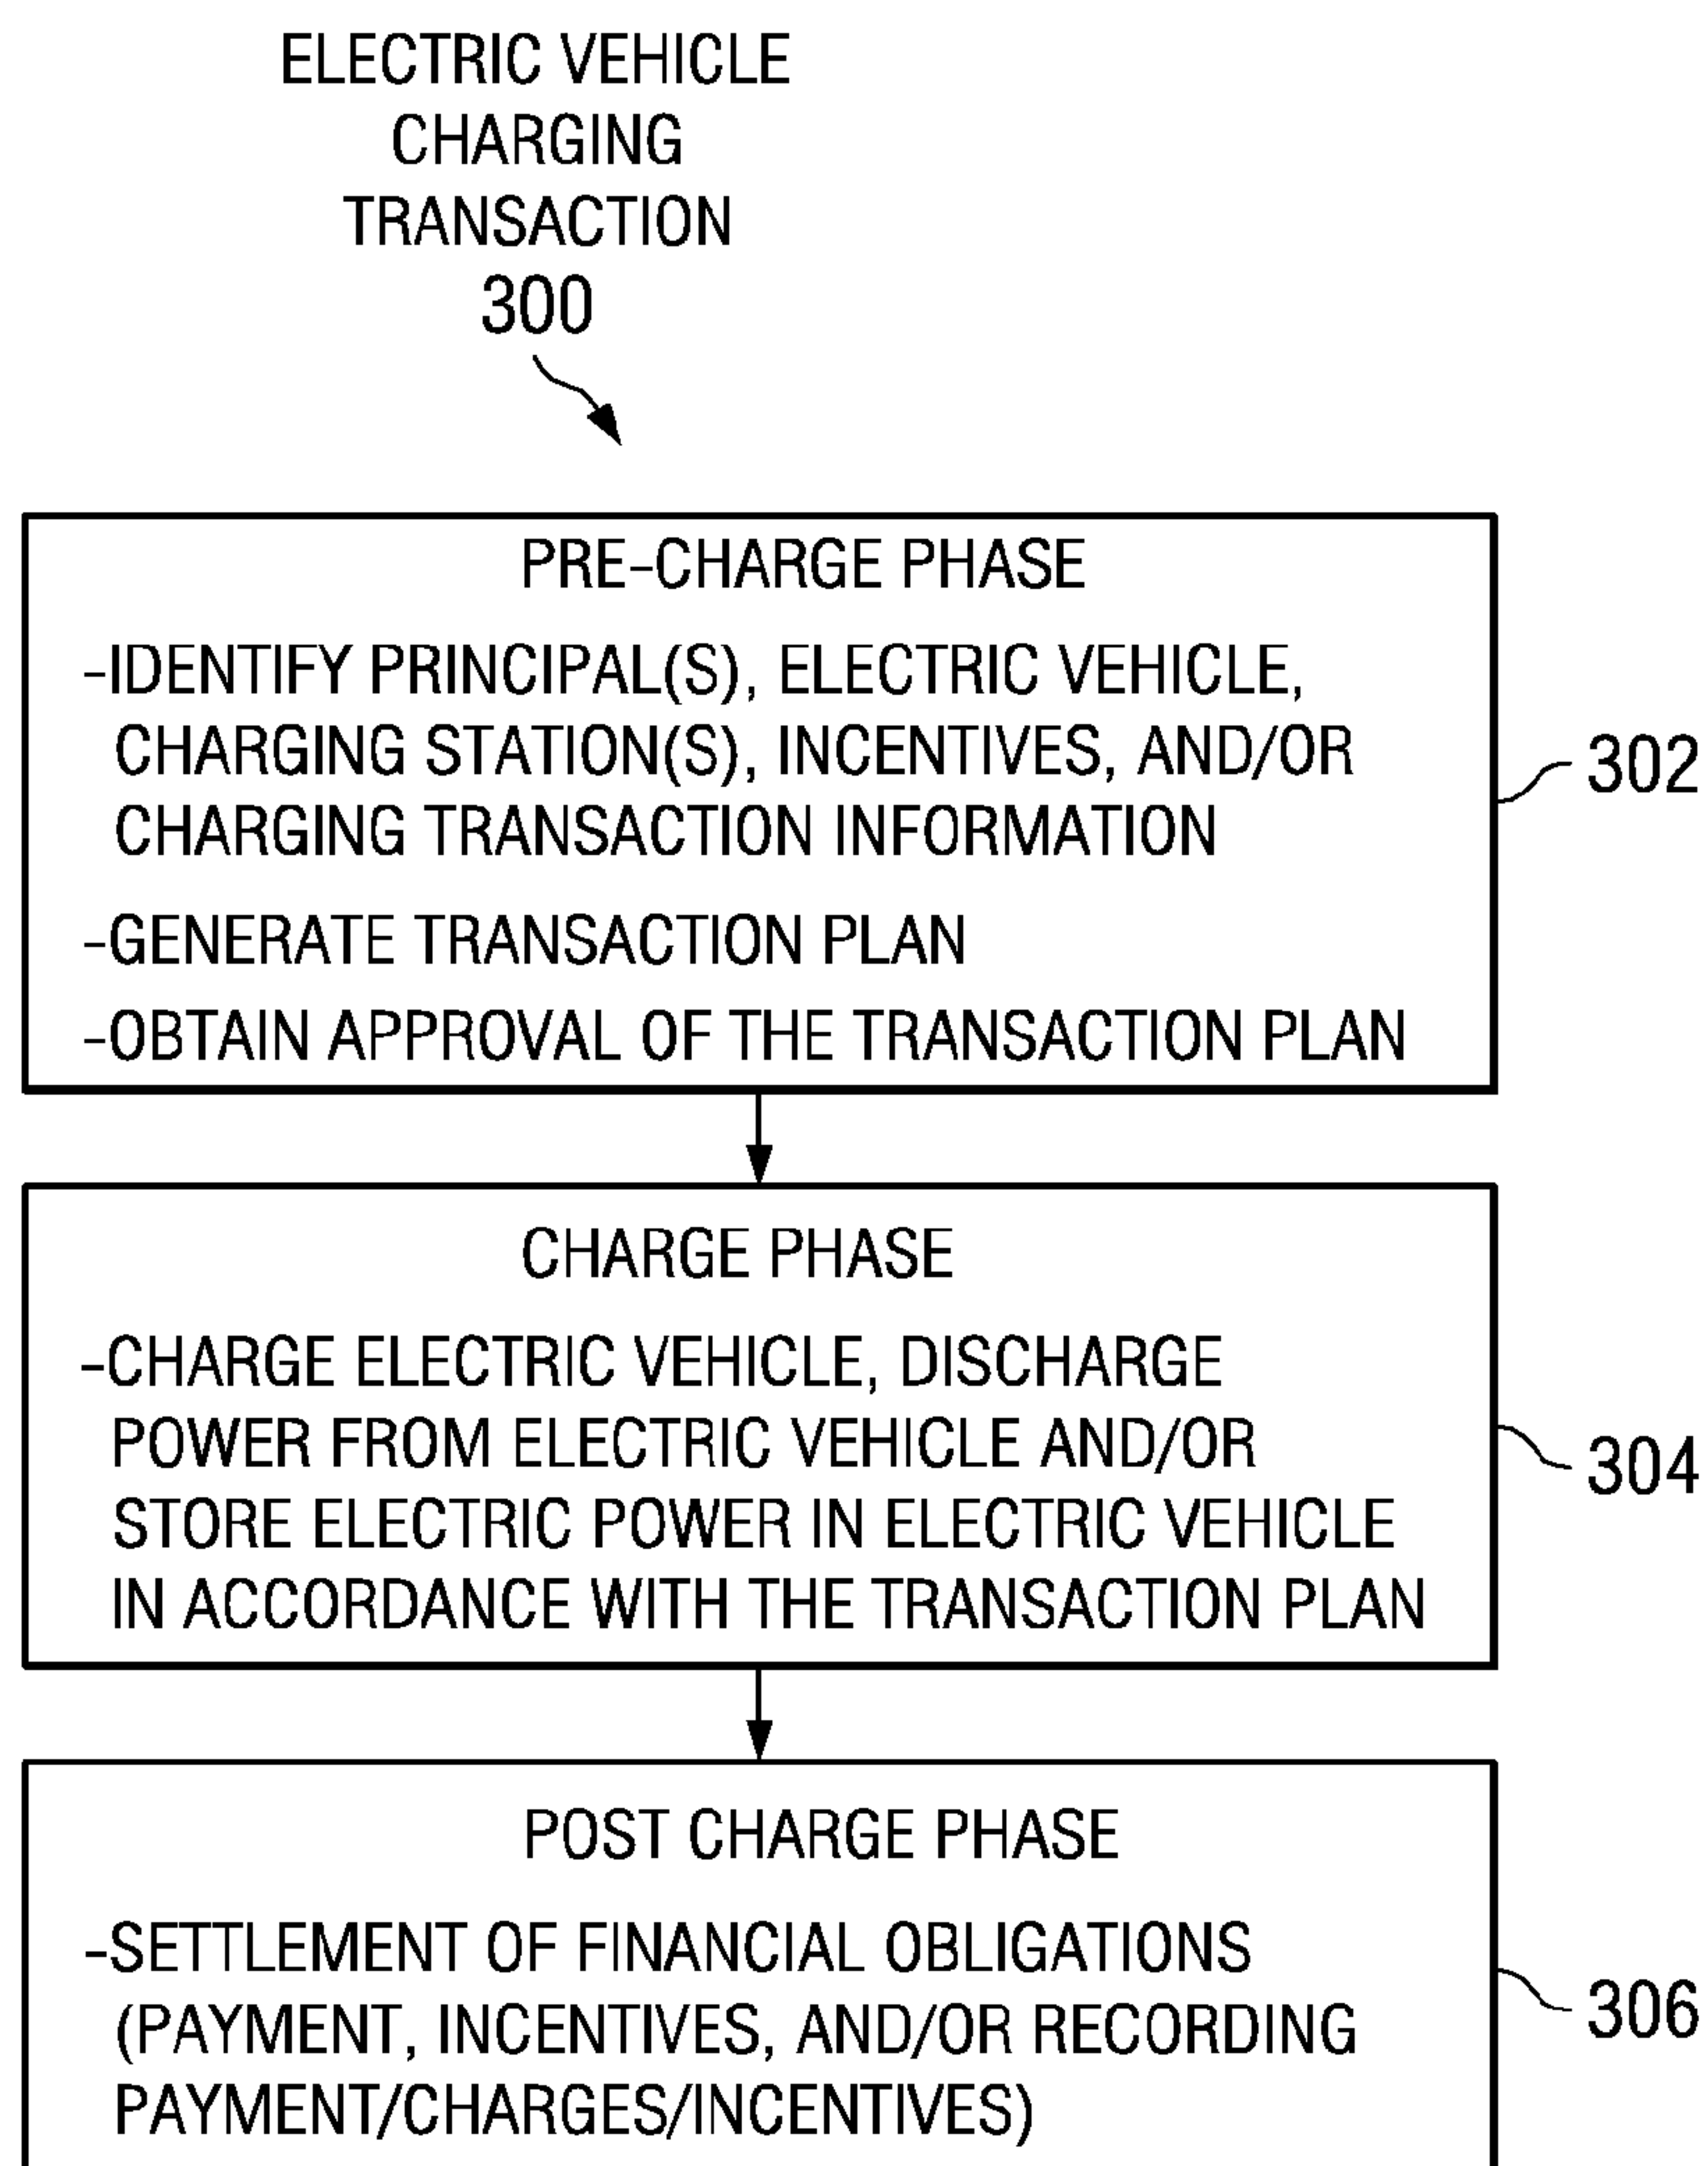 ELECTRIC VEHICLE
CHARGING
TRANSACTION
300
PRE-CHARGE PHASE
-IDENTIFY PRINCIPAL(S), ELECTRIC VEHICLE,
CHARGING STATION(S), INCENTIVES, AND/OR
CHARGING TRANSACTION INFORMATION
-GENERATE TRANSACTION PLAN
-OBTAIN APPROVAL OF THE TRANSACTION PLAN
302
CHARGE PHASE
-CHARGE ELECTRIC VEHICLE, DISCHARGE
POWER FROM ELECTRIC VEHICLE AND/OR
STORE ELECTRIC POWER IN ELECTRIC VEHICLE
IN ACCORDANCE WITH THE TRANSACTION PLAN
304
POST CHARGE PHASE
-SETTLEMENT OF FINANCIAL OBLIGATIONS
(PAYMENT, INCENTIVES, AND/OR RECORDING
PAYMENT/CHARGES/INCENTIVES)
306